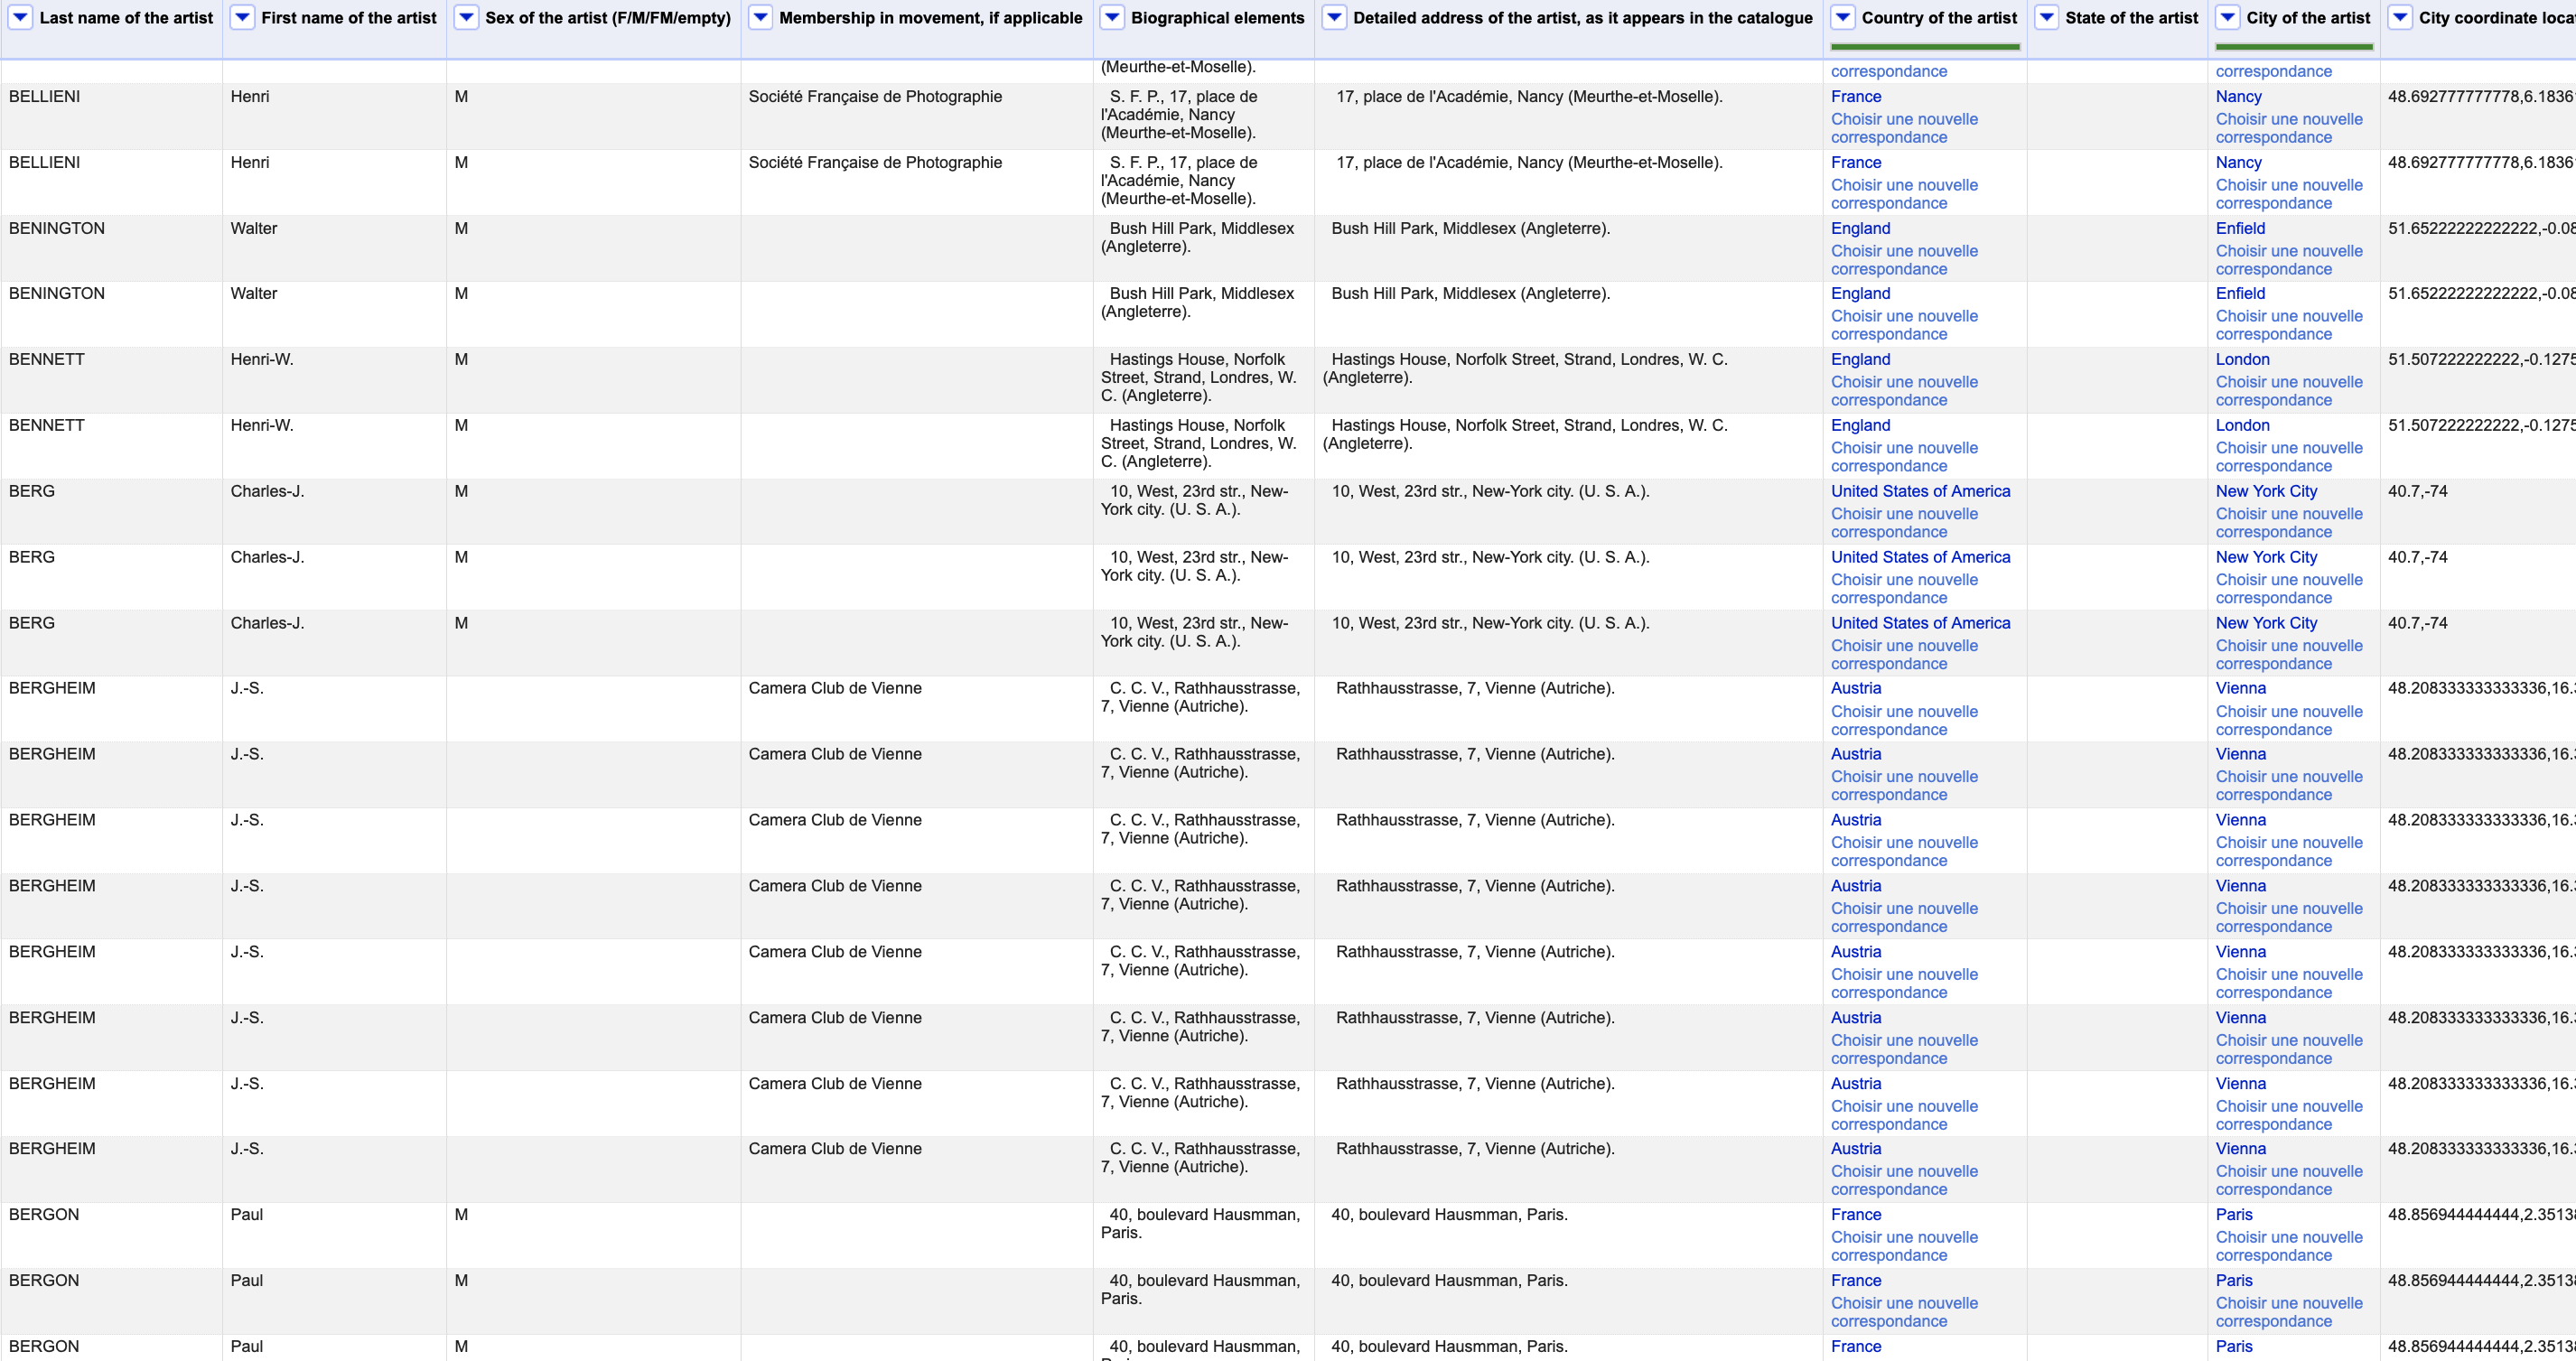 Last name of the artist First name of the artist Sex of the artist (F/M/FM/empty) Membership in movement, if applicable Biographical elements Detailed address of the artist, as it appears in the catalogue Country of the artist State of the artist City of the artist City coordinate loca
(Meurthe-et-Moselle). correspondance correspondance
BELLIENI Henri M Société Française de Photographie S. F. P., 17, place de 17, place de l'Académie, Nancy (Meurthe-et-Moselle). France Nancy 48.692777777778,6.1836
l'Académie, Nancy Choisir une nouvelle Choisir une nouvelle
(Meurthe-et-Moselle). correspondance correspondance
BELLIENI Henri M Société Française de Photographie S. F. P., 17, place de 17, place de l'Académie, Nancy (Meurthe-et-Moselle). France Nancy 48.692777777778,6.1836
l'Académie, Nancy Choisir une nouvelle Choisir une nouvelle
(Meurthe-et-Moselle). correspondance correspondance
BENINGTON Walter M Bush Hill Park, Middlesex Bush Hill Park, Middlesex (Angleterre). England Enfield 51.65222222222222,-0.08
(Angleterre). Choisir une nouvelle Choisir une nouvelle
correspondance correspondance
BENINGTON Walter M Bush Hill Park, Middlesex Bush Hill Park, Middlesex (Angleterre). England Enfield 51.65222222222222,-0.08
(Angleterre). Choisir une nouvelle Choisir une nouvelle
correspondance correspondance
BENNETT Henri-W. M Hastings House, Norfolk Hastings House, Norfolk Street, Strand, Londres, W. C. England London 51.507222222222,-0.1275
Street, Strand, Londres, W. (Angleterre). Choisir une nouvelle Choisir une nouvelle
C. (Angleterre). correspondance correspondance
BENNETT Henri-W. M Hastings House, Norfolk Hastings House, Norfolk Street, Strand, Londres, W. C. England London 51.507222222222,-0.1275
Street, Strand, Londres, W. (Angleterre). Choisir une nouvelle Choisir une nouvelle
C. (Angleterre). correspondance correspondance
BERG Charles-J. M 10, West, 23rd str., New- 10, West, 23rd str., New-York city. (U. S. A.). United States of America New York City 40.7,-74
York city. (U. S. A.). Choisir une nouvelle Choisir une nouvelle
correspondance correspondance
BERG Charles-J. M 10, West, 23rd str., New- 10, West, 23rd str., New-York city. (U. S. A.). United States of America New York City 40.7,-74
York city. (U. S. A.). Choisir une nouvelle Choisir une nouvelle
correspondance correspondance
BERG Charles-J. M 10, West, 23rd str., New- 10, West, 23rd str., New-York city. (U. S. A.). United States of America New York City 40.7,-74
York city. (U. S. A.). Choisir une nouvelle Choisir une nouvelle
correspondance correspondance
BERGHEIM J.-S. Camera Club de Vienne C. C. V., Rathhausstrasse, Rathhausstrasse, 7, Vienne (Autriche). Austria Vienna 48.208333333333336,16.3
7, Vienne (Autriche). Choisir une nouvelle Choisir une nouvelle
correspondance correspondance
BERGHEIM J.-S. Camera Club de Vienne C. C. V., Rathhausstrasse, Rathhausstrasse, 7, Vienne (Autriche). Austria Vienna 48.208333333333336,16.3
7, Vienne (Autriche). Choisir une nouvelle Choisir une nouvelle
correspondance correspondance
BERGHEIM J.-S. Camera Club de Vienne C. C. V., Rathhausstrasse, Rathhausstrasse, 7, Vienne (Autriche). Austria Vienna 48.208333333333336,16.3
7, Vienne (Autriche). Choisir une nouvelle Choisir une nouvelle
correspondance correspondance
BERGHEIM J.-S. Camera Club de Vienne C. C. V., Rathhausstrasse, Rathhausstrasse, 7, Vienne (Autriche). Austria Vienna 48.208333333333336,16.3
7, Vienne (Autriche). Choisir une nouvelle Choisir une nouvelle
correspondance correspondance
BERGHEIM J.-S. Camera Club de Vienne C. C. V., Rathhausstrasse, Rathhausstrasse, 7, Vienne (Autriche). Austria Vienna 48.208333333333336,16.3
7, Vienne (Autriche). Choisir une nouvelle Choisir une nouvelle
correspondance correspondance
BERGHEIM J.-S. Camera Club de Vienne C. C. V., Rathhausstrasse, Rathhausstrasse, 7, Vienne (Autriche). Austria Vienna 48.208333333333336,16.3
7, Vienne (Autriche). Choisir une nouvelle Choisir une nouvelle
correspondance correspondance
BERGHEIM J.-S. Camera Club de Vienne C. C. V., Rathhausstrasse, Rathhausstrasse, 7, Vienne (Autriche). Austria Vienna 48.208333333333336,16.3
7, Vienne (Autriche). Choisir une nouvelle Choisir une nouvelle
correspondance correspondance
BERGHEIM J.-S. Camera Club de Vienne C. C. V., Rathhausstrasse, Rathhausstrasse, 7, Vienne (Autriche). Austria Vienna 48.208333333333336,16.3
7, Vienne (Autriche). Choisir une nouvelle Choisir une nouvelle
correspondance correspondance
BERGON Paul M 40, boulevard Hausmman, 40, boulevard Hausmman, Paris. France Paris 48.856944444444,2.3513
Paris. Choisir une nouvelle Choisir une nouvelle
correspondance correspondance
BERGON Paul M 40, boulevard Hausmman, 40, boulevard Hausmman, Paris. France Paris 48.856944444444,2.3513
Paris. Choisir une nouvelle Choisir une nouvelle
correspondance correspondance
BERGON Paul M 40, boulevard Hausmman, 40, boulevard Hausmman, Paris. France Paris 48.856944444444,2.3513